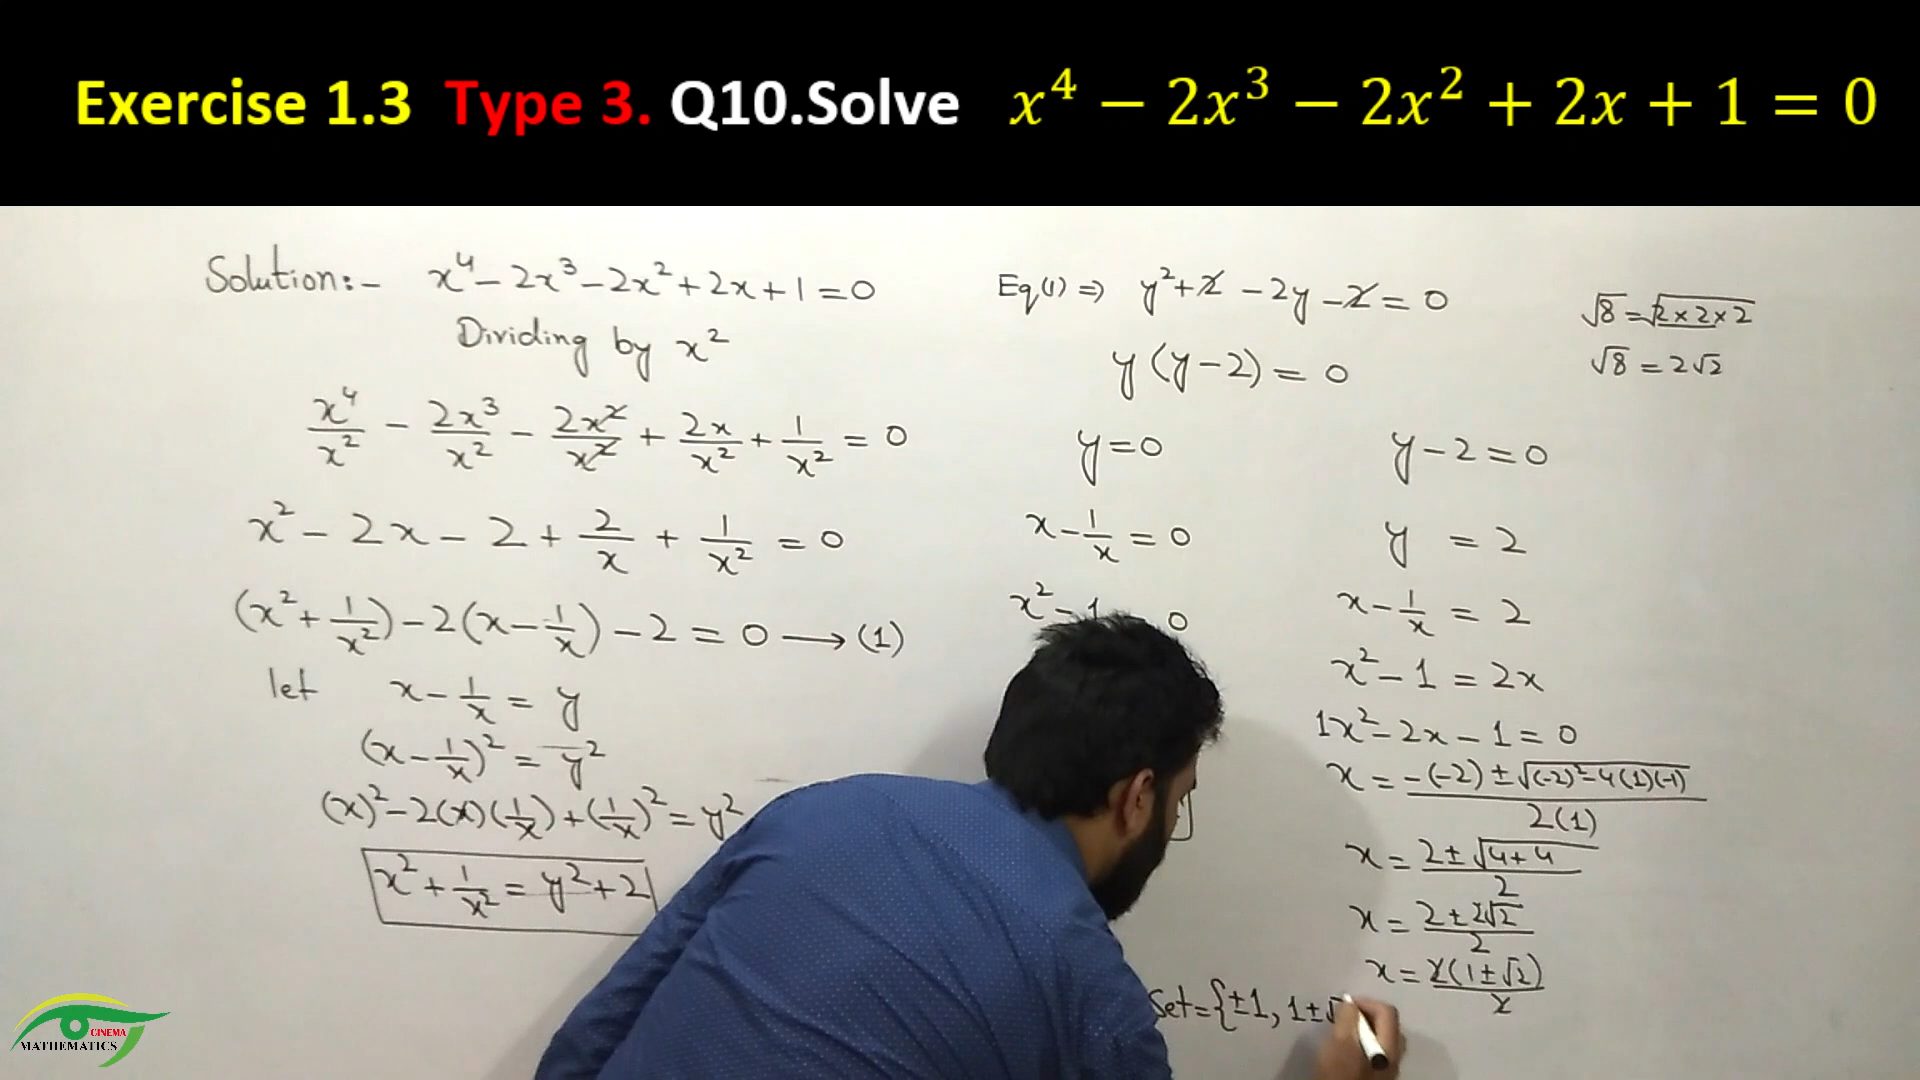 Exercise 1.3 Type 3. Q10.Solve x⁴ − 2x³ − 2x² + 2x + 1 = 0
Solution:- x⁴ - 2x³ - 2x² + 2x + 1 = 0
Dividing by x²
x⁴/x² - 2x³/x² - 2x²/x² + 2x/x² + 1/x² = 0
x² - 2x - 2 + 2/x + 1/x² = 0
(x² + 1/x²) - 2(x - 1/x) - 2 = 0 → (1)
let x - 1/x = y
(x - 1/x)² = y²
(x)² - 2(x)(1/x) + (1/x)² = y²
x² + 1/x² = y² + 2
Eq(1) ⇒ y² + 2 - 2y - 2 = 0
y(y - 2) = 0
y = 0
x - 1/x = 0
x² - 1 0
y - 2 = 0
y = 2
x - 1/x = 2
x² - 1 = 2x
1x² - 2x - 1 = 0
x = -(-2) ± √(-2)² - 4(1)(-1) / 2(1)
x = 2 ± √4+4 / 2
x = 2 ± 2√2 / 2
x = 2(1 ± √2) / 2
Set = {±1, 1 ± √
√8 = √2×2×2
√8 = 2√2
CINEMA
MATHEMATICS